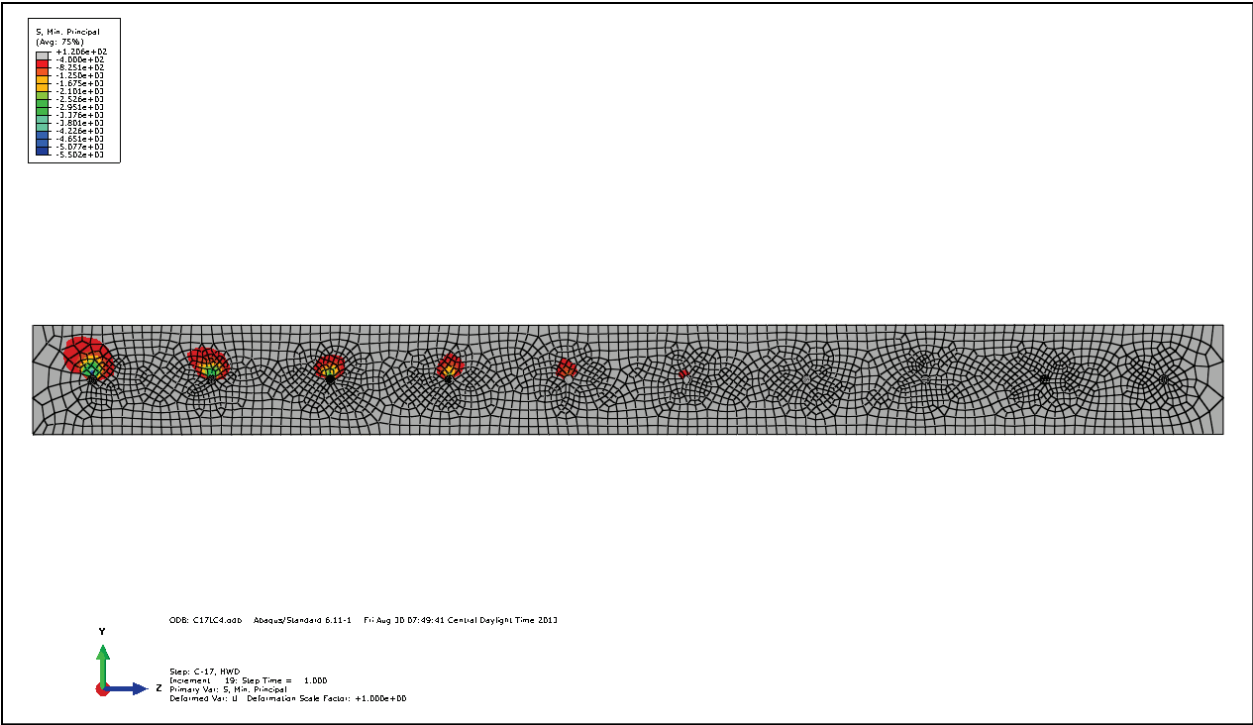 S, Min. Principal
(Avg: 75%)
+1.206e+02
-4.000e+02
-8.251e+02
-1.250e+03
-1.675e+03
-2.101e+03
-2.526e+03
-2.951e+03
-3.376e+03
-3.801e+03
-4.226e+03
-4.651e+03
-5.077e+03
-5.502e+03
ODB: C17LC4.odb Abaqus/Standard 6.11-1 Fri Aug 30 07:49:41 Central Daylight Time 2013
Y
Z
Step: C-17, HWD
Increment 19: Step Time = 1.000
Primary Var: S, Min. Principal
Deformed Var: U Deformation Scale Factor: +1.000e+00